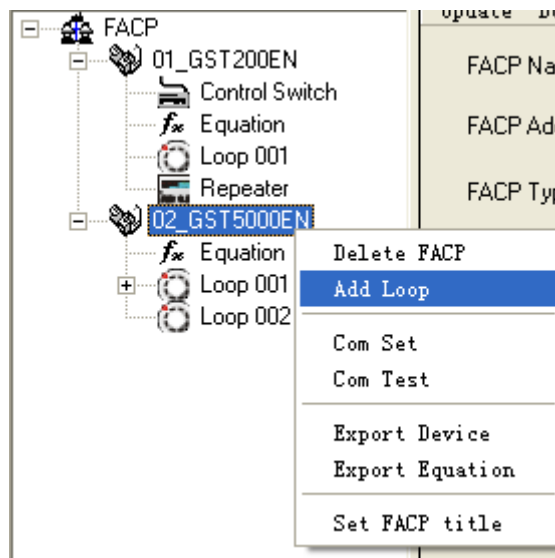 Update
FACP
01_GST200EN
FACP Na
Control Switch
Equation
FACP Ad
Loop 001
Repeater
FACP Typ
02_GST5000EN
Equation
Delete FACP
Loop 001
Add Loop
Loop 002
Com Set
Com Test
Export Device
Export Equation
Set FACP title